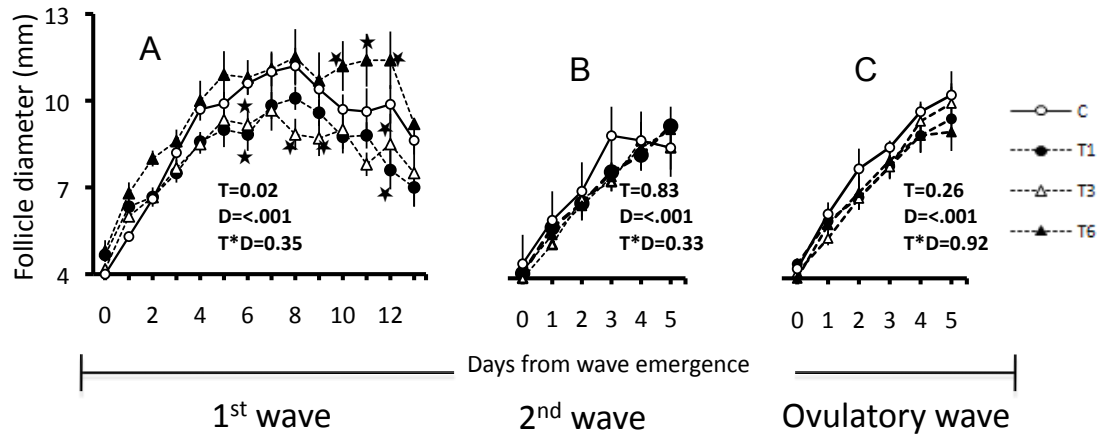 Follicle diameter (mm)
13
10
7
4
A
T=0.02
D=<.001
T*D=0.35
0 2 4 6 8 10 12
B
T=0.83
D=<.001
T*D=0.33
0 1 2 3 4 5
C
T=0.26
D=<.001
T*D=0.92
0 1 2 3 4 5
C
T1
T3
T6
Days from wave emergence
1st wave
2nd wave
Ovulatory wave